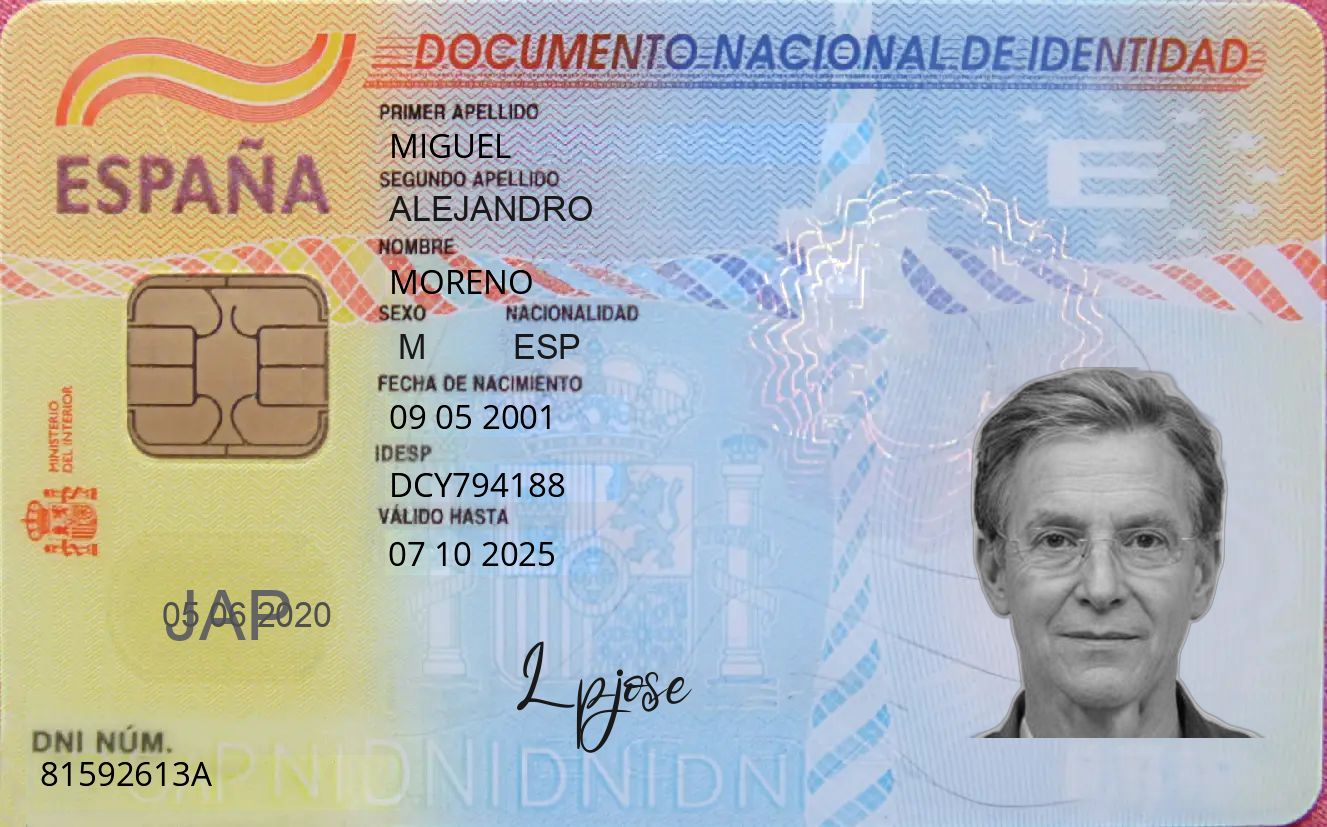 DOCUMENTO NACIONAL DE IDENTIDAD
ESPAÑA
PRIMER APELLIDO
MIGUEL
SEGUNDO APELLIDO
ALEJANDRO
NOMBRE
MORENO
SEXO NACIONALIDAD
M ESP
FECHA DE NACIMIENTO
09 05 2001
IDESP
DCY794188
VÁLIDO HASTA
07 10 2025
MINISTERIO
DEL INTERIOR
E
JAP
05 06 2020
Lpjose
DNI NÚM.
81592613A
DNIDNIDNIDNI